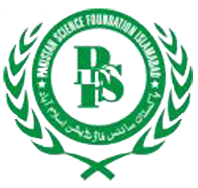 PAKISTAN SCIENCE FOUNDATION ISLAMABAD
PSF
پاکستان سائنس فاؤنڈیشن اسلام آباد